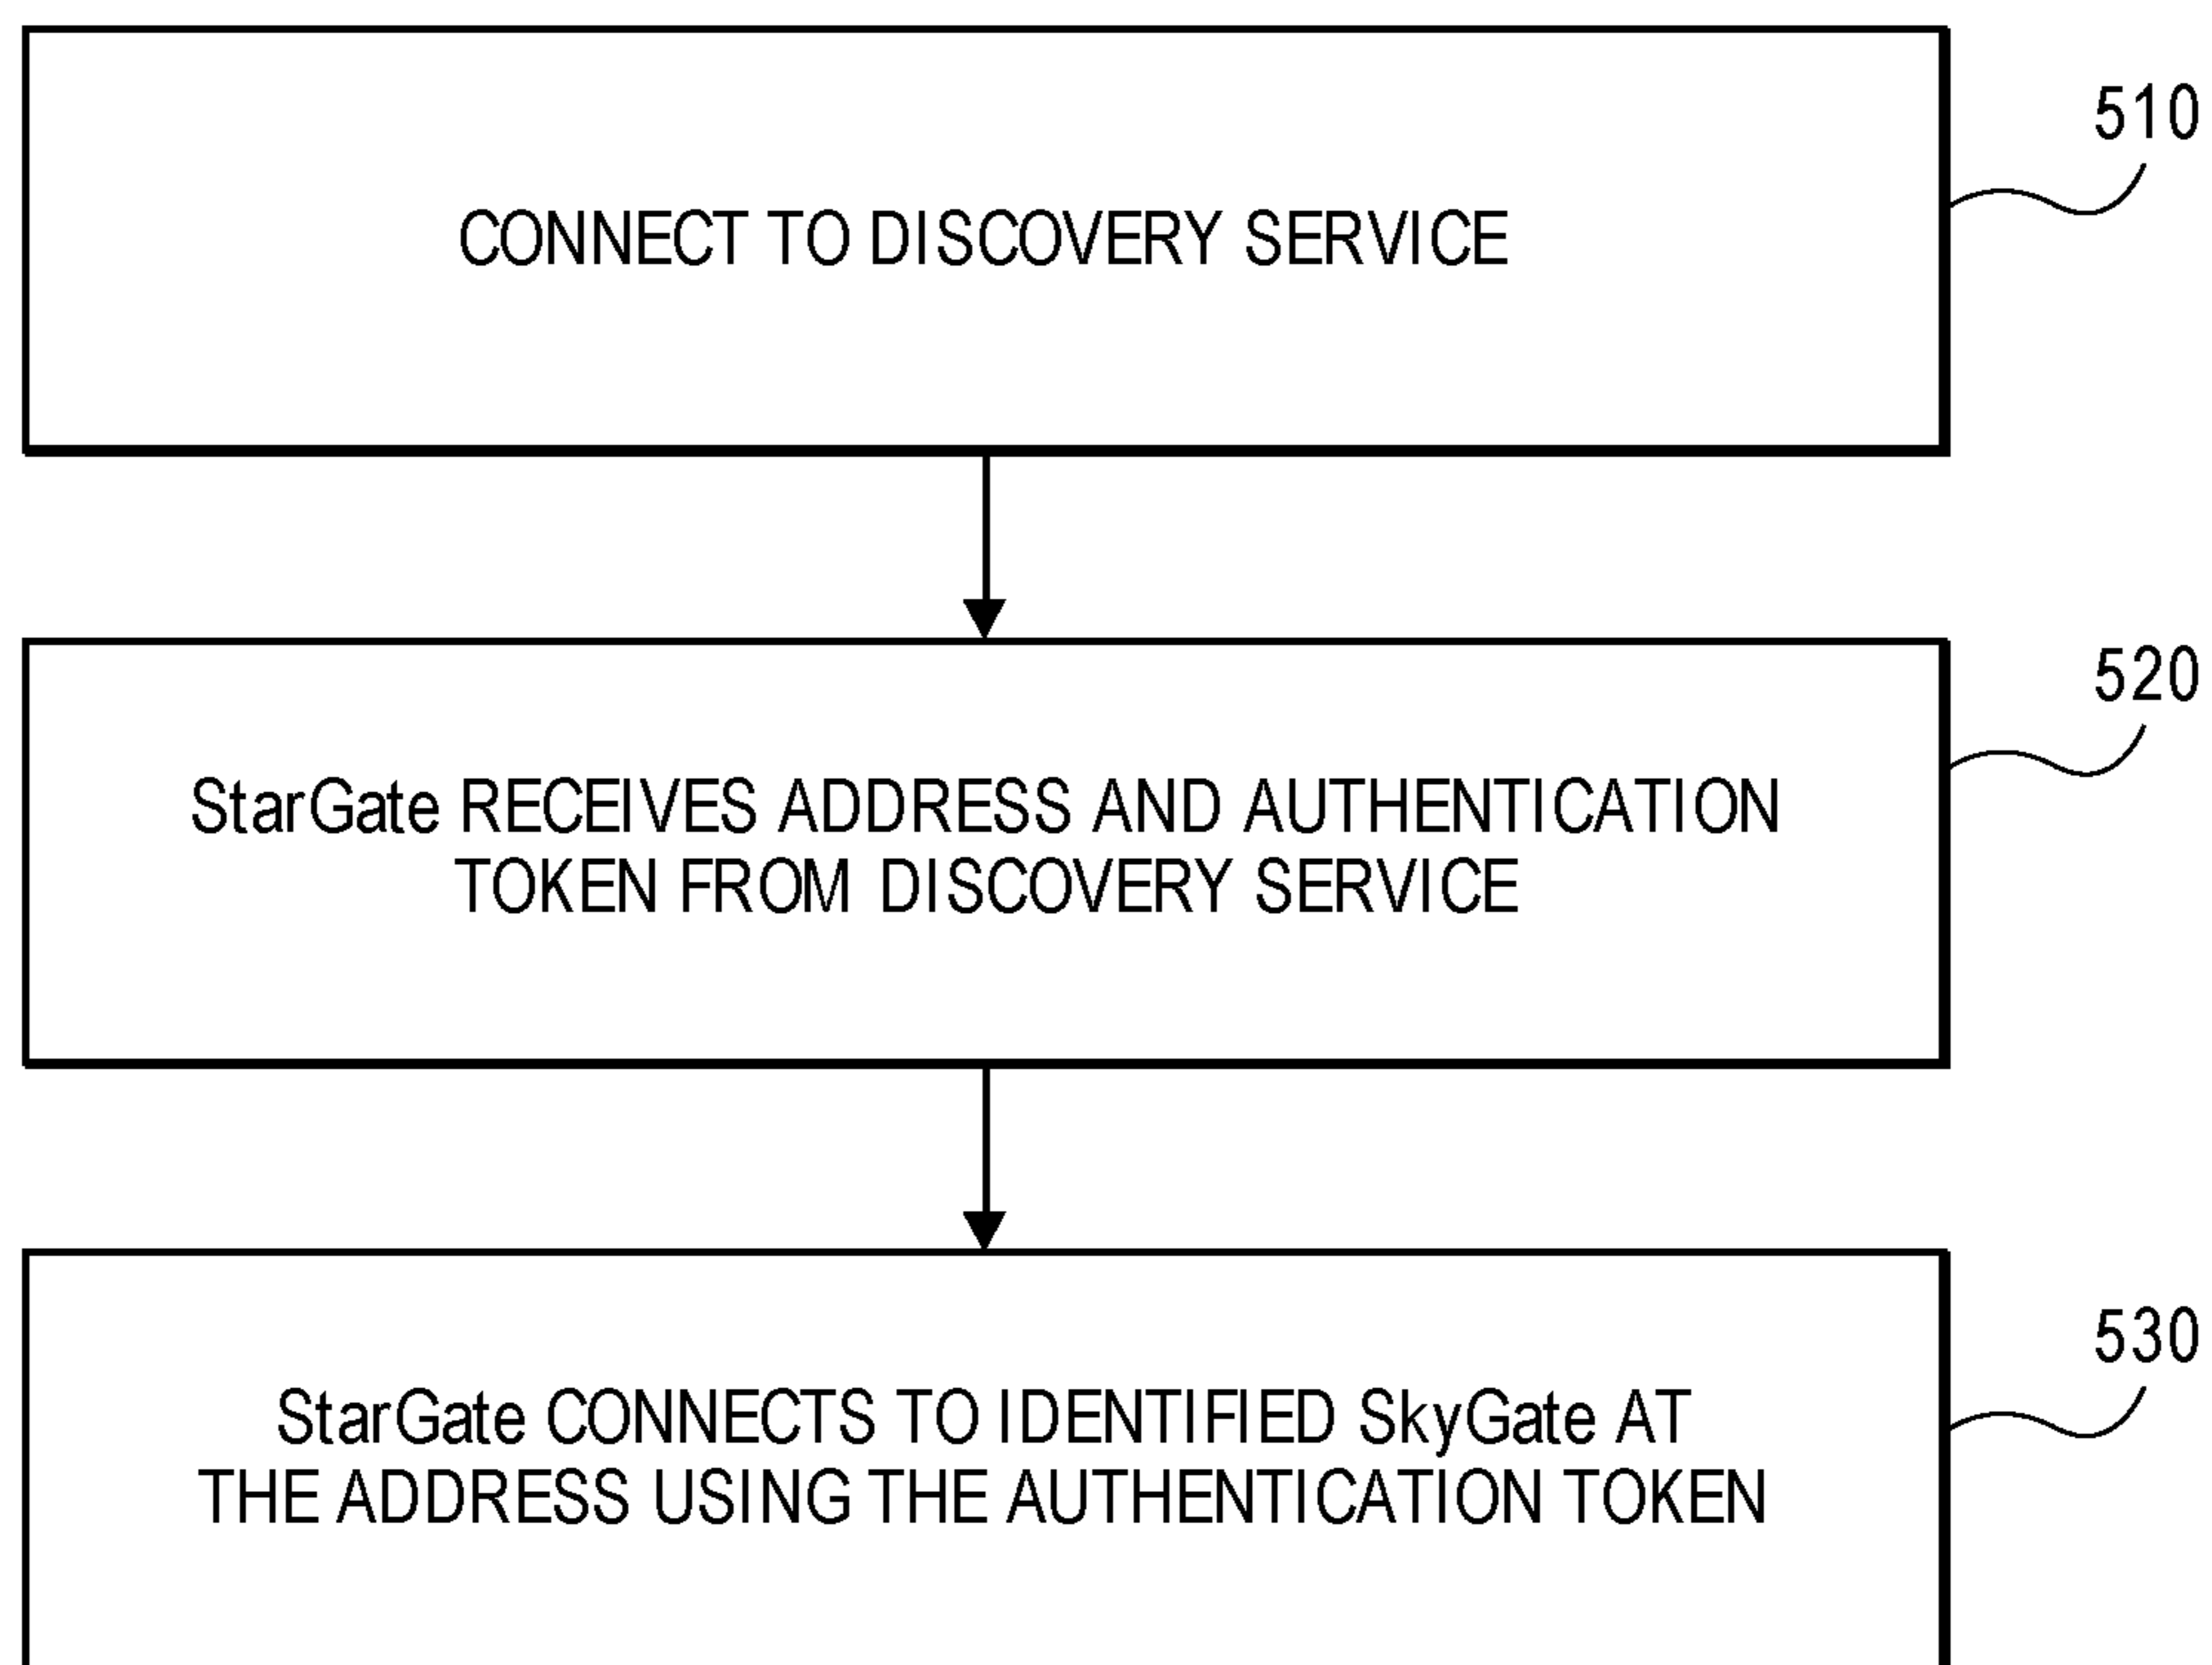 510
CONNECT TO DISCOVERY SERVICE
520
StarGate RECEIVES ADDRESS AND AUTHENTICATION
TOKEN FROM DISCOVERY SERVICE
530
StarGate CONNECTS TO IDENTIFIED SkyGate AT
THE ADDRESS USING THE AUTHENTICATION TOKEN